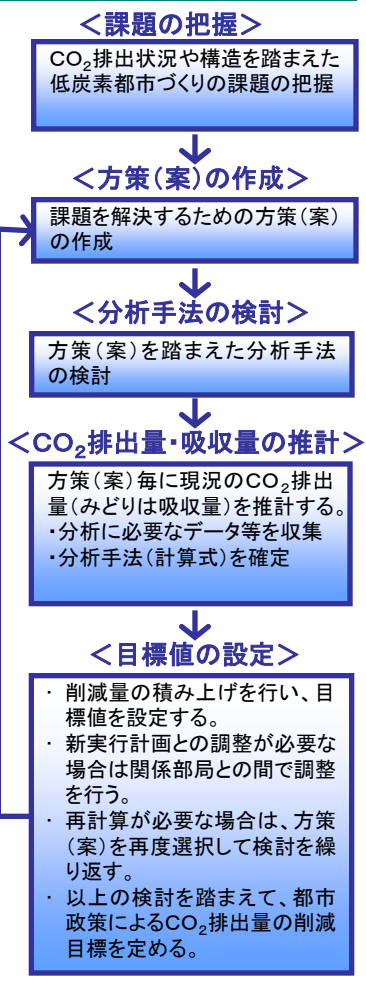 ＜課題の把握＞
CO₂排出状況や構造を踏まえた
低炭素都市づくりの課題の把握
＜方策（案）の作成＞
課題を解決するための方策（案）
の作成
＜分析手法の検討＞
方策（案）を踏まえた分析手法
の検討
＜CO₂排出量・吸収量の推計＞
方策（案）毎に現況のCO₂排出
量（みどりは吸収量）を推計する。
・分析に必要なデータ等を収集
・分析手法（計算式）を確定
＜目標値の設定＞
・ 削減量の積み上げを行い、目
標値を設定する。
・ 新実行計画との調整が必要な
場合は関係部局との間で調整
を行う。
・ 再計算が必要な場合は、方策
（案）を再度選択して検討を繰
り返す。
・ 以上の検討を踏まえて、都市
政策によるCO₂排出量の削減
目標を定める。